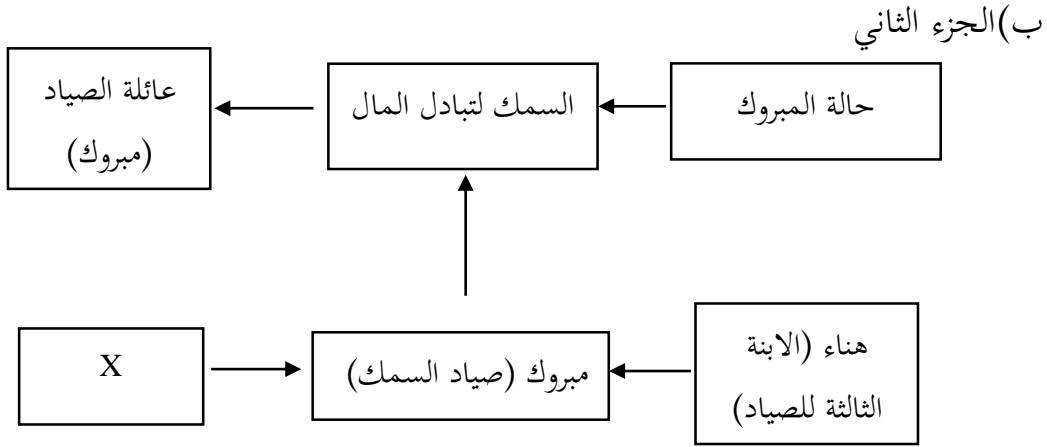 ب)الجزء الثاني
حالة المبروك
السمك لتبادل المال
عائلة الصياد
(مبروك)
هناء (الابنة
الثالثة للصياد)
مبروك (صياد السمك)
X